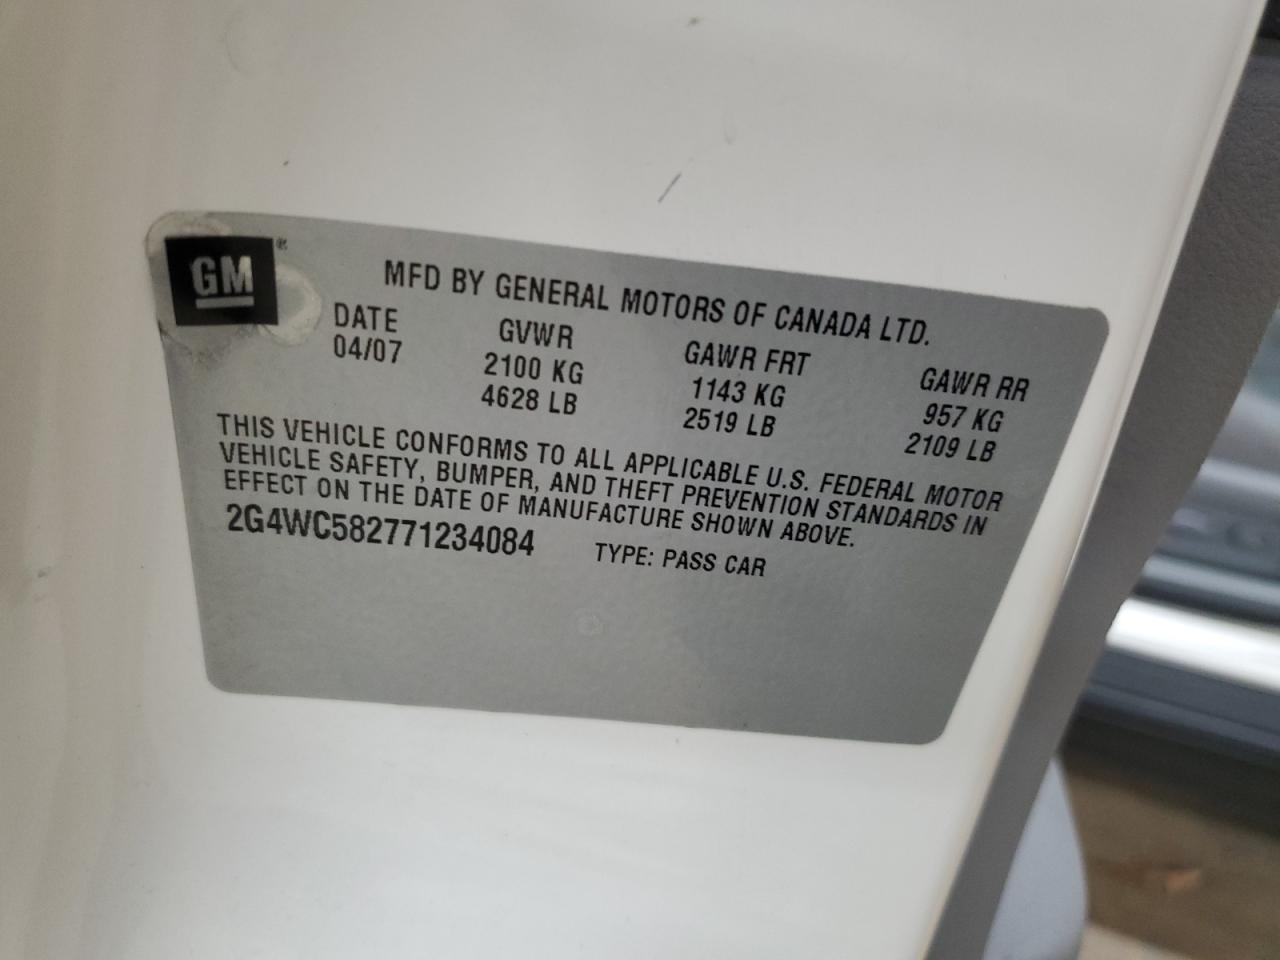 GM ®
MFD BY GENERAL MOTORS OF CANADA LTD.
DATE GVWR GAWR FRT GAWR RR
04/07 2100 KG 1143 KG 957 KG
4628 LB 2519 LB 2109 LB
THIS VEHICLE CONFORMS TO ALL APPLICABLE U.S. FEDERAL MOTOR
VEHICLE SAFETY, BUMPER, AND THEFT PREVENTION STANDARDS IN
EFFECT ON THE DATE OF MANUFACTURE SHOWN ABOVE.
2G4WC582771234084 TYPE: PASS CAR